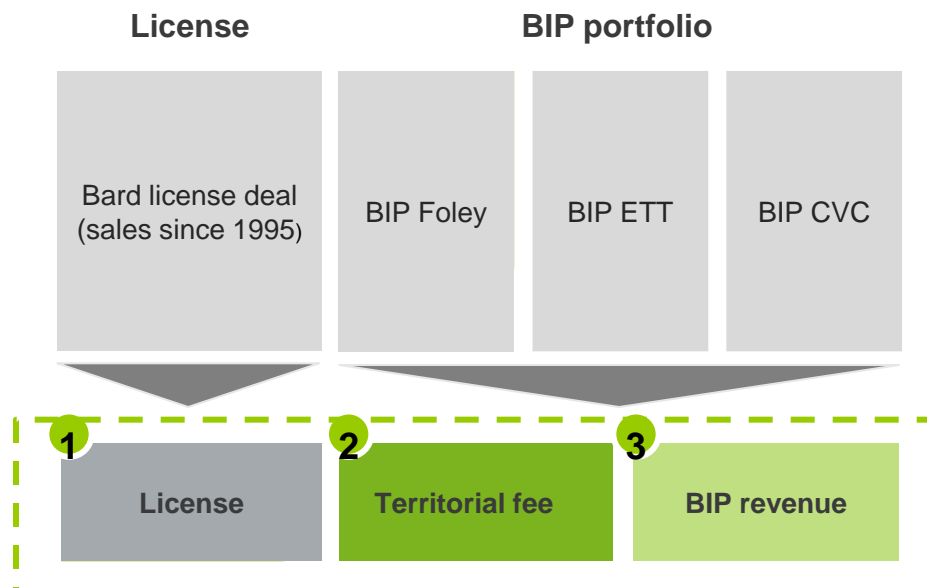 License
BIP portfolio
Bard license deal
(sales since 1995)
BIP Foley
BIP ETT
BIP CVC
1
2
3
License
Territorial fee
BIP revenue